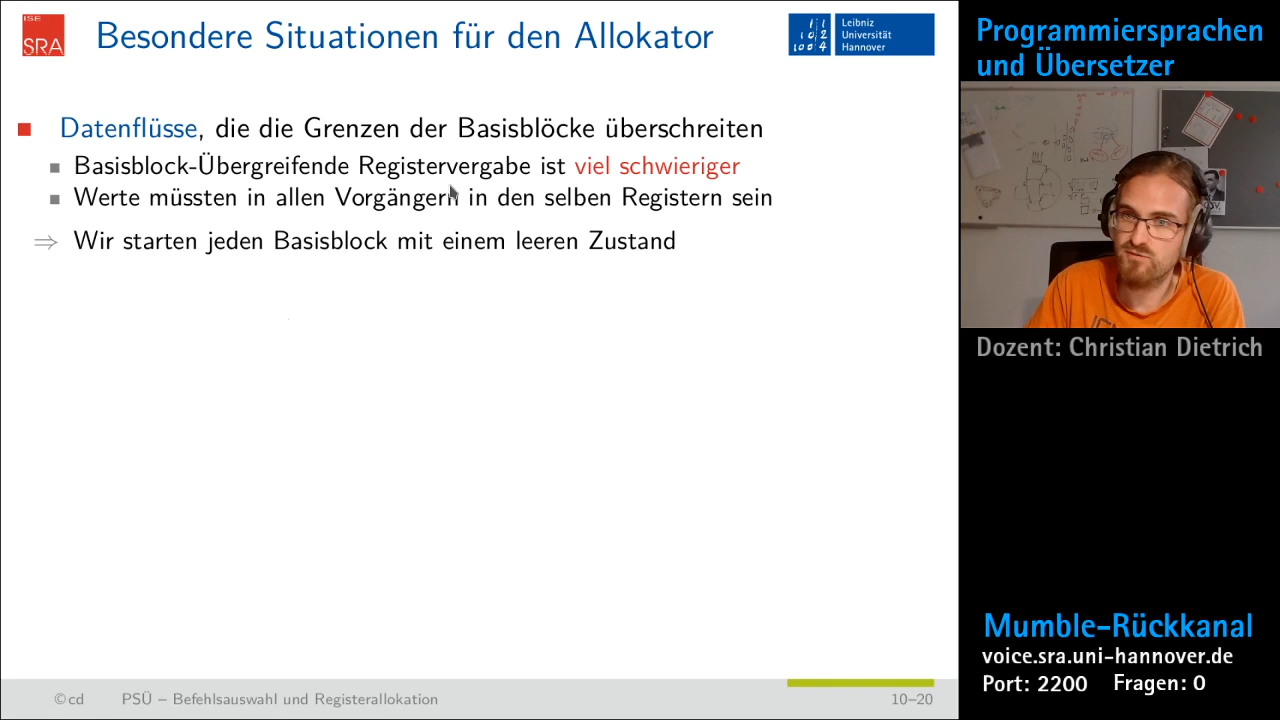 ISE
SRA
Besondere Situationen für den Allokator
Leibniz
Universität
Hannover
Datenflüsse, die die Grenzen der Basisblöcke überschreiten
Basisblock-Übergreifende Registervergabe ist viel schwieriger
Werte müssten in allen Vorgängern in den selben Registern sein
⇒ Wir starten jeden Basisblock mit einem leeren Zustand
©cd
PSÜ – Befehlsauswahl und Registerallokation
10–20
Programmiersprachen
und Übersetzer
Dozent: Christian Dietrich
Mumble-Rückkanal
voice.sra.uni-hannover.de
Port: 2200 Fragen: 0